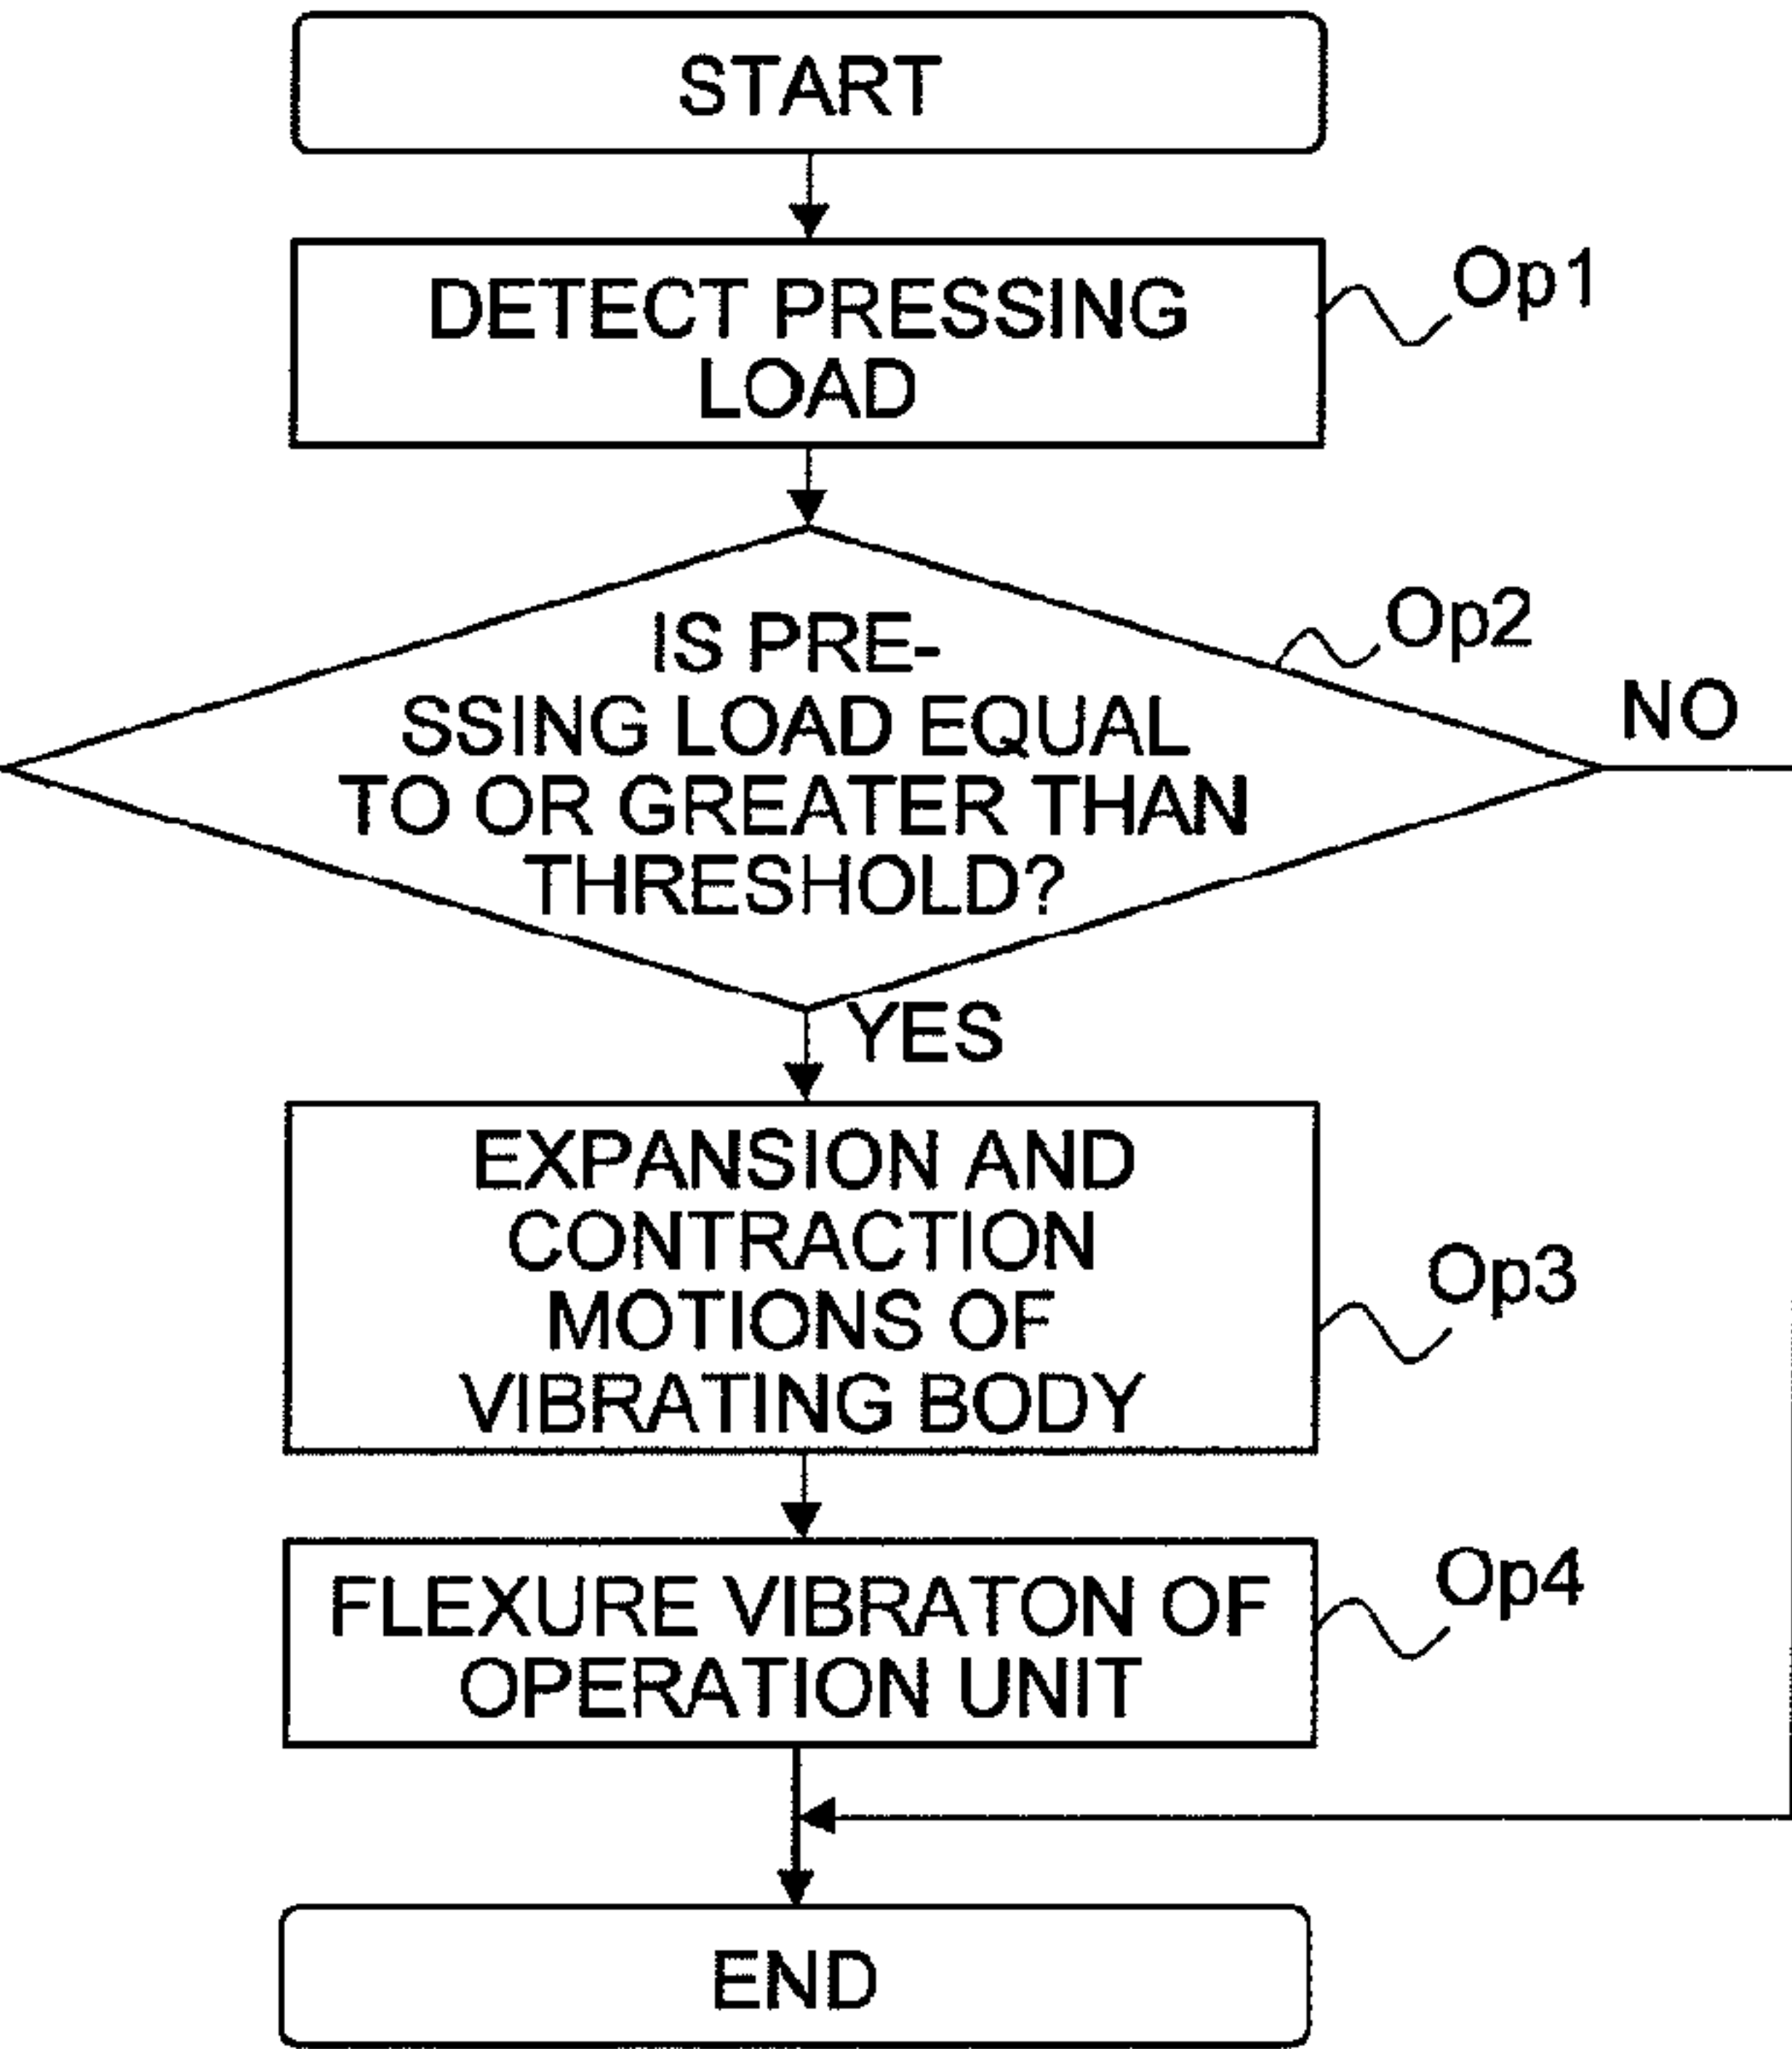 START
DETECT PRESSING
LOAD
Op1
IS PRE-
SSING LOAD EQUAL
TO OR GREATER THAN
THRESHOLD?
Op2
NO
YES
EXPANSION AND
CONTRACTION
MOTIONS OF
VIBRATING BODY
Op3
FLEXURE VIBRATON OF
OPERATION UNIT
Op4
END